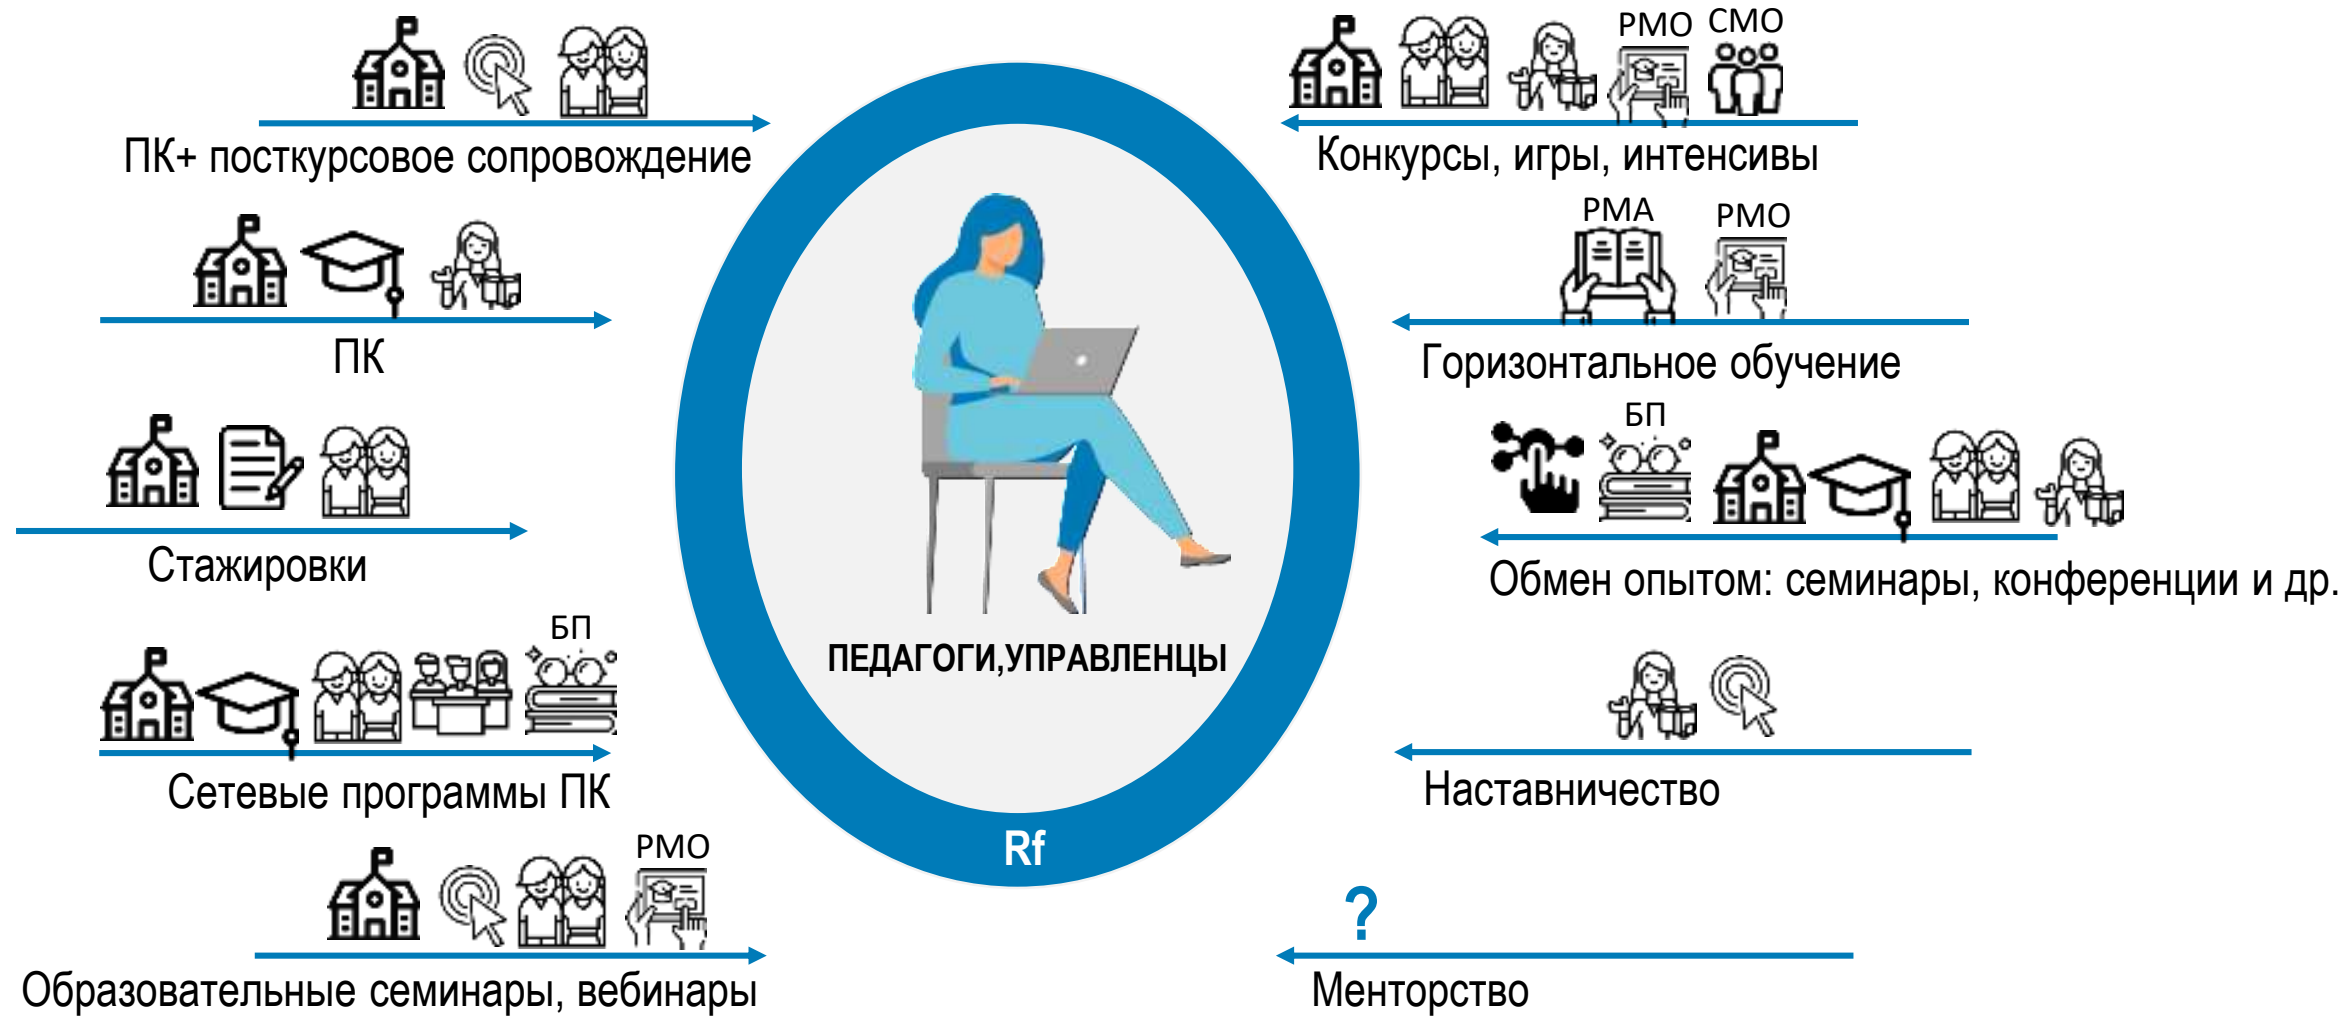 ПК+ посткурсовое сопровождение
ПК
Стажировки
БП
Сетевые программы ПК
РМО
Образовательные семинары, вебинары
ПЕДАГОГИ,УПРАВЛЕНЦЫ
Rf
РМО СМО
Конкурсы, игры, интенсивы
РМА РМО
Горизонтальное обучение
БП
Обмен опытом: семинары, конференции и др.
Наставничество
?
Менторство